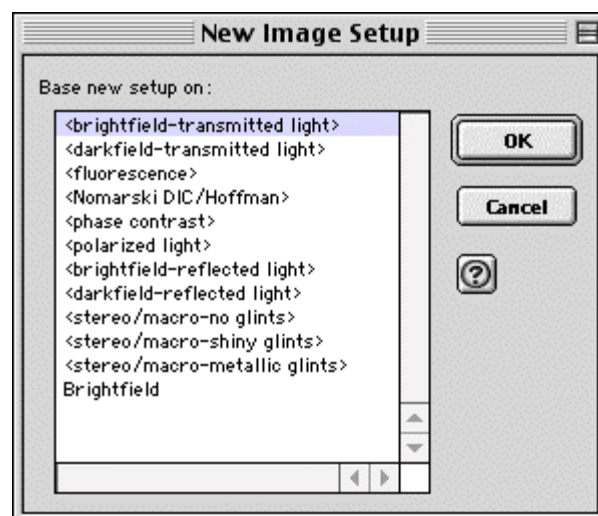 New Image Setup
Base new setup on:
<brightfield-transmitted light>
<darkfield-transmitted light>
<fluorescence>
<Nomarski DIC/Hoffman>
<phase contrast>
<polarized light>
<brightfield-reflected light>
<darkfield-reflected light>
<stereo/macro-no glints>
<stereo/macro-shiny glints>
<stereo/macro-metallic glints>
Brightfield
OK
Cancel
?